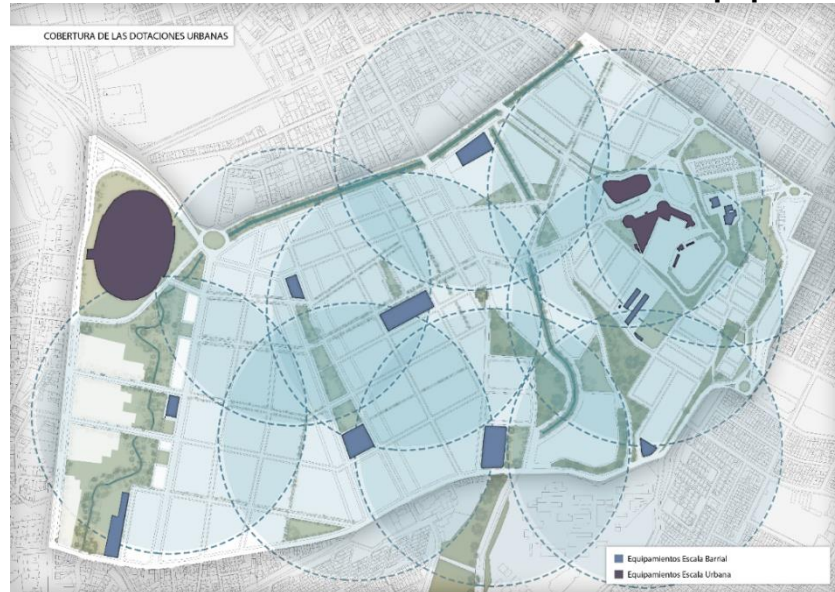 COBERTURA DE LAS DOTACIONES URBANAS
Equipamientos Escala Barrial
Equipamientos Escala Urbana